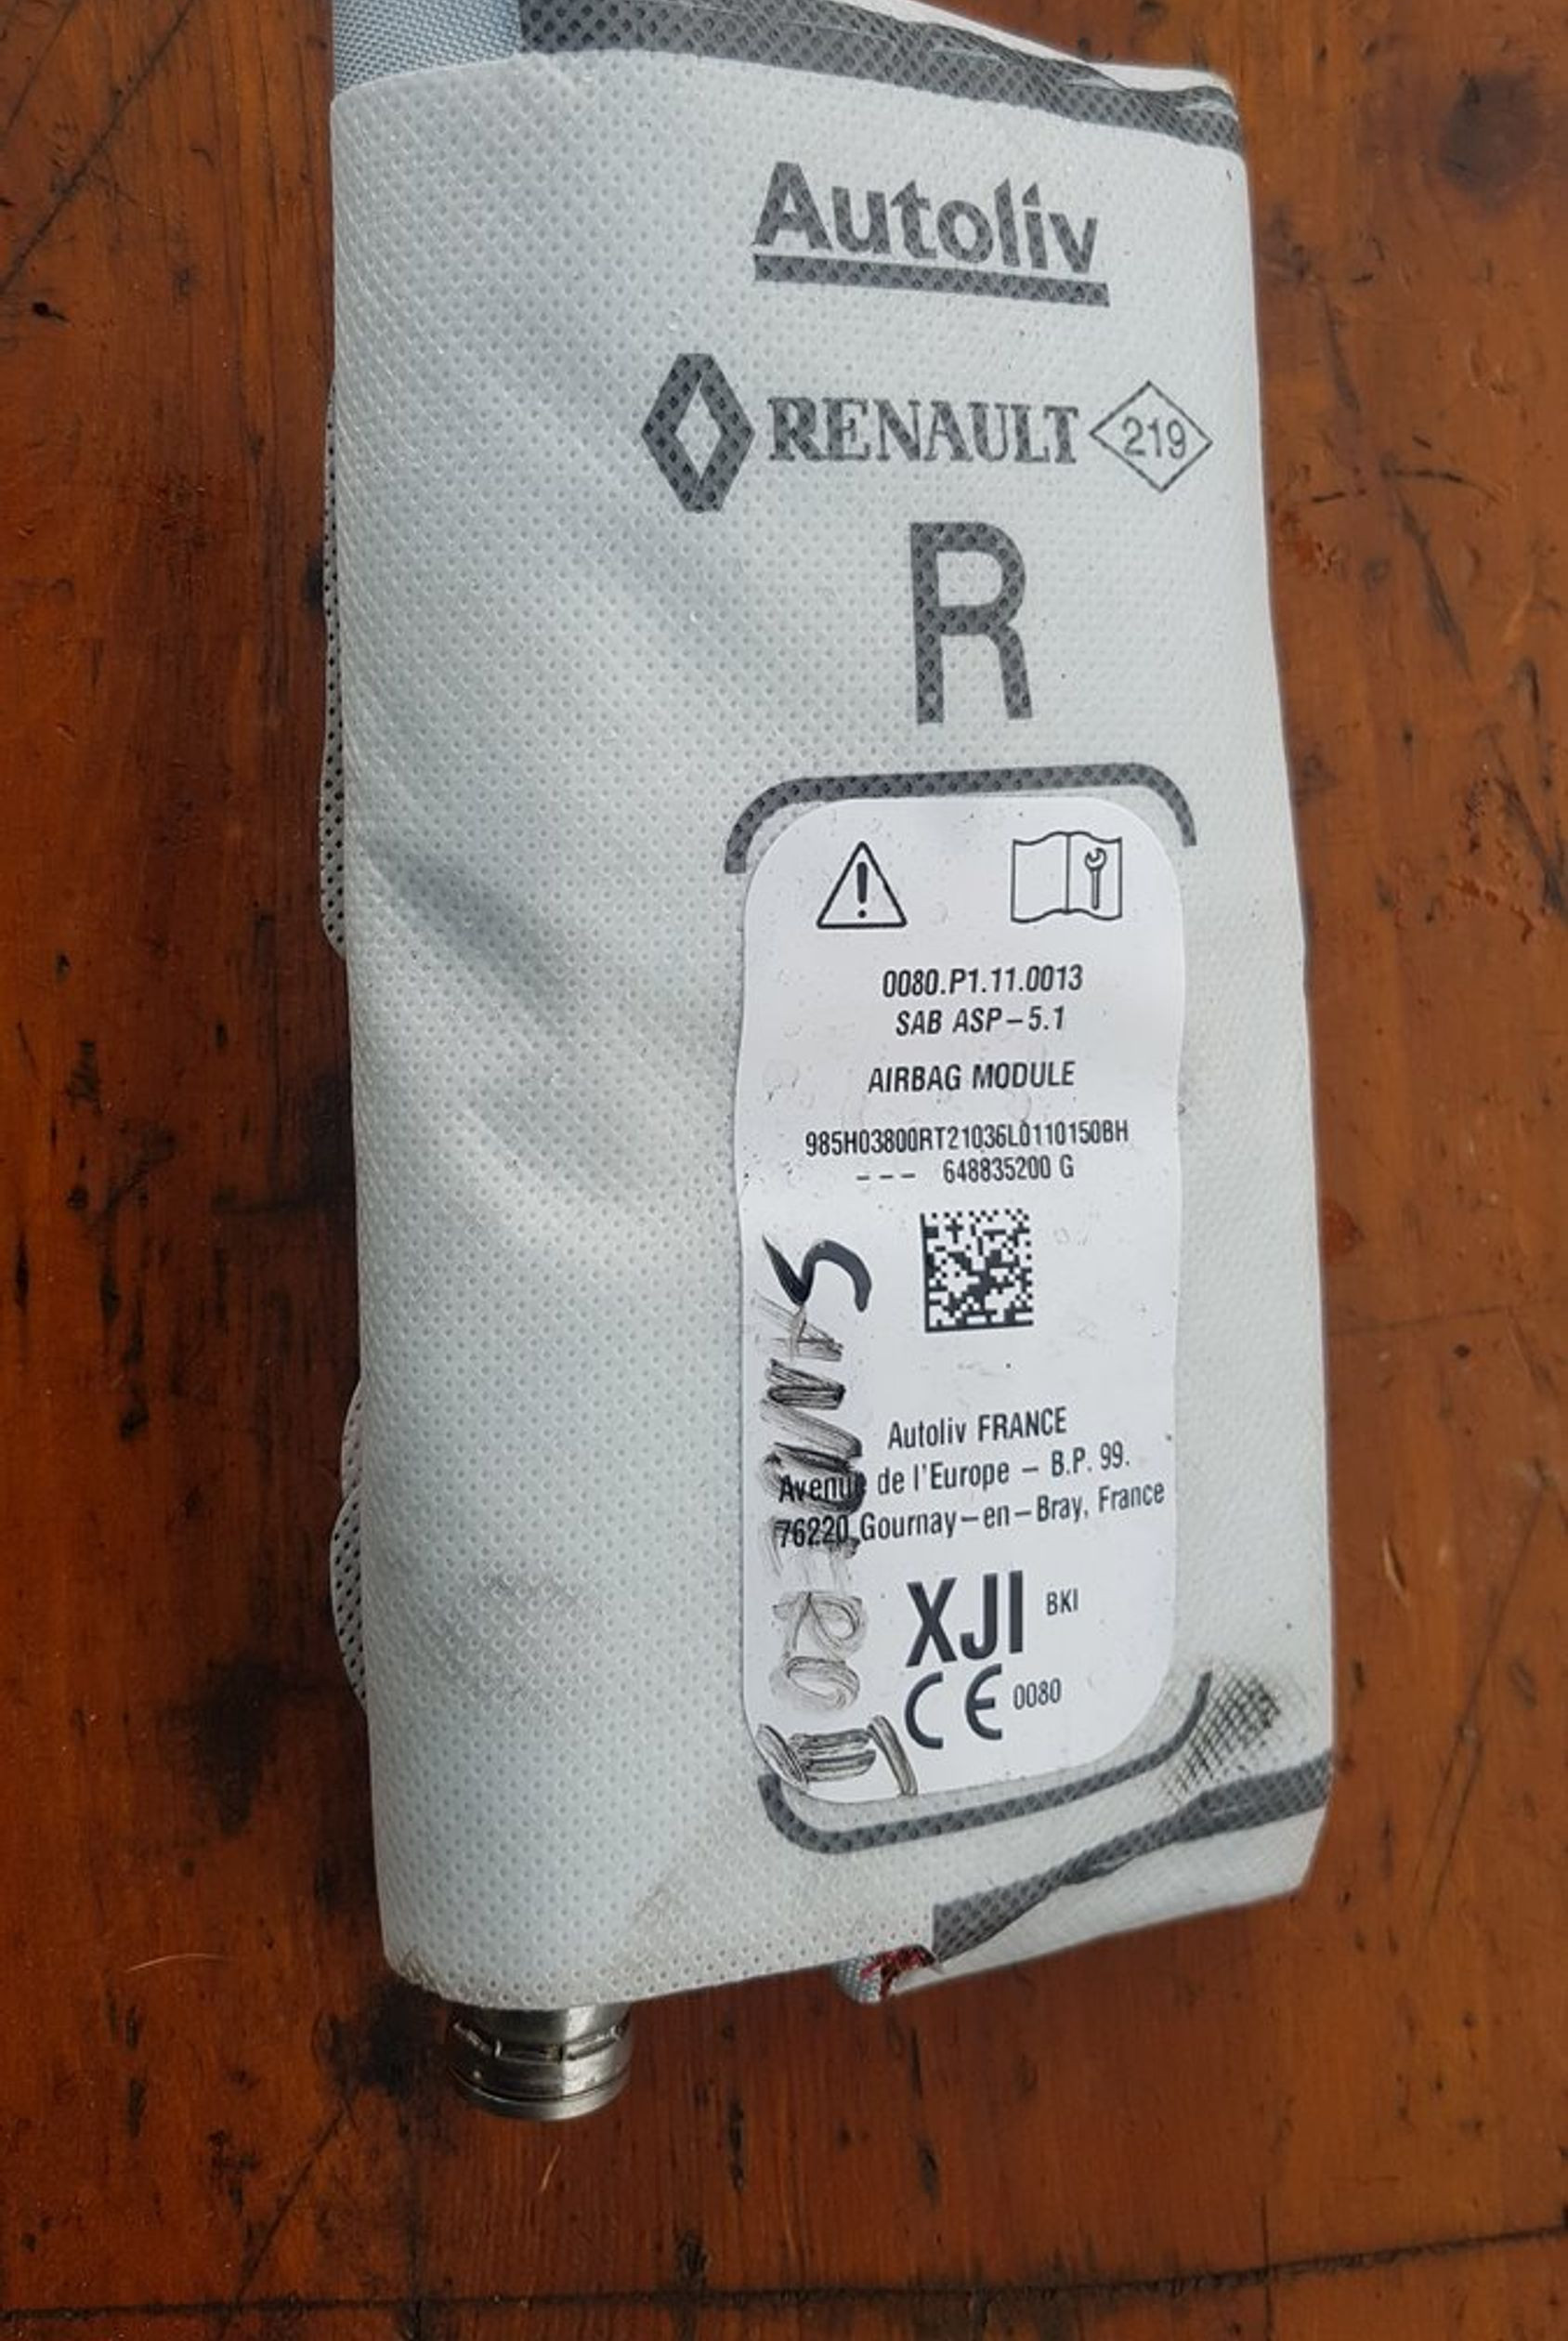 Autoliv
RENAULT 219
R
0080.P1.11.0013
SAB ASP-5.1
AIRBAG MODULE
985H03800RT21036L0110150BH
--- 648835200 G
SANDERO
Autoliv FRANCE
Avenue de l'Europe - B.P. 99.
76220 Gournay-en-Bray, France
XJI BKI
CE 0080